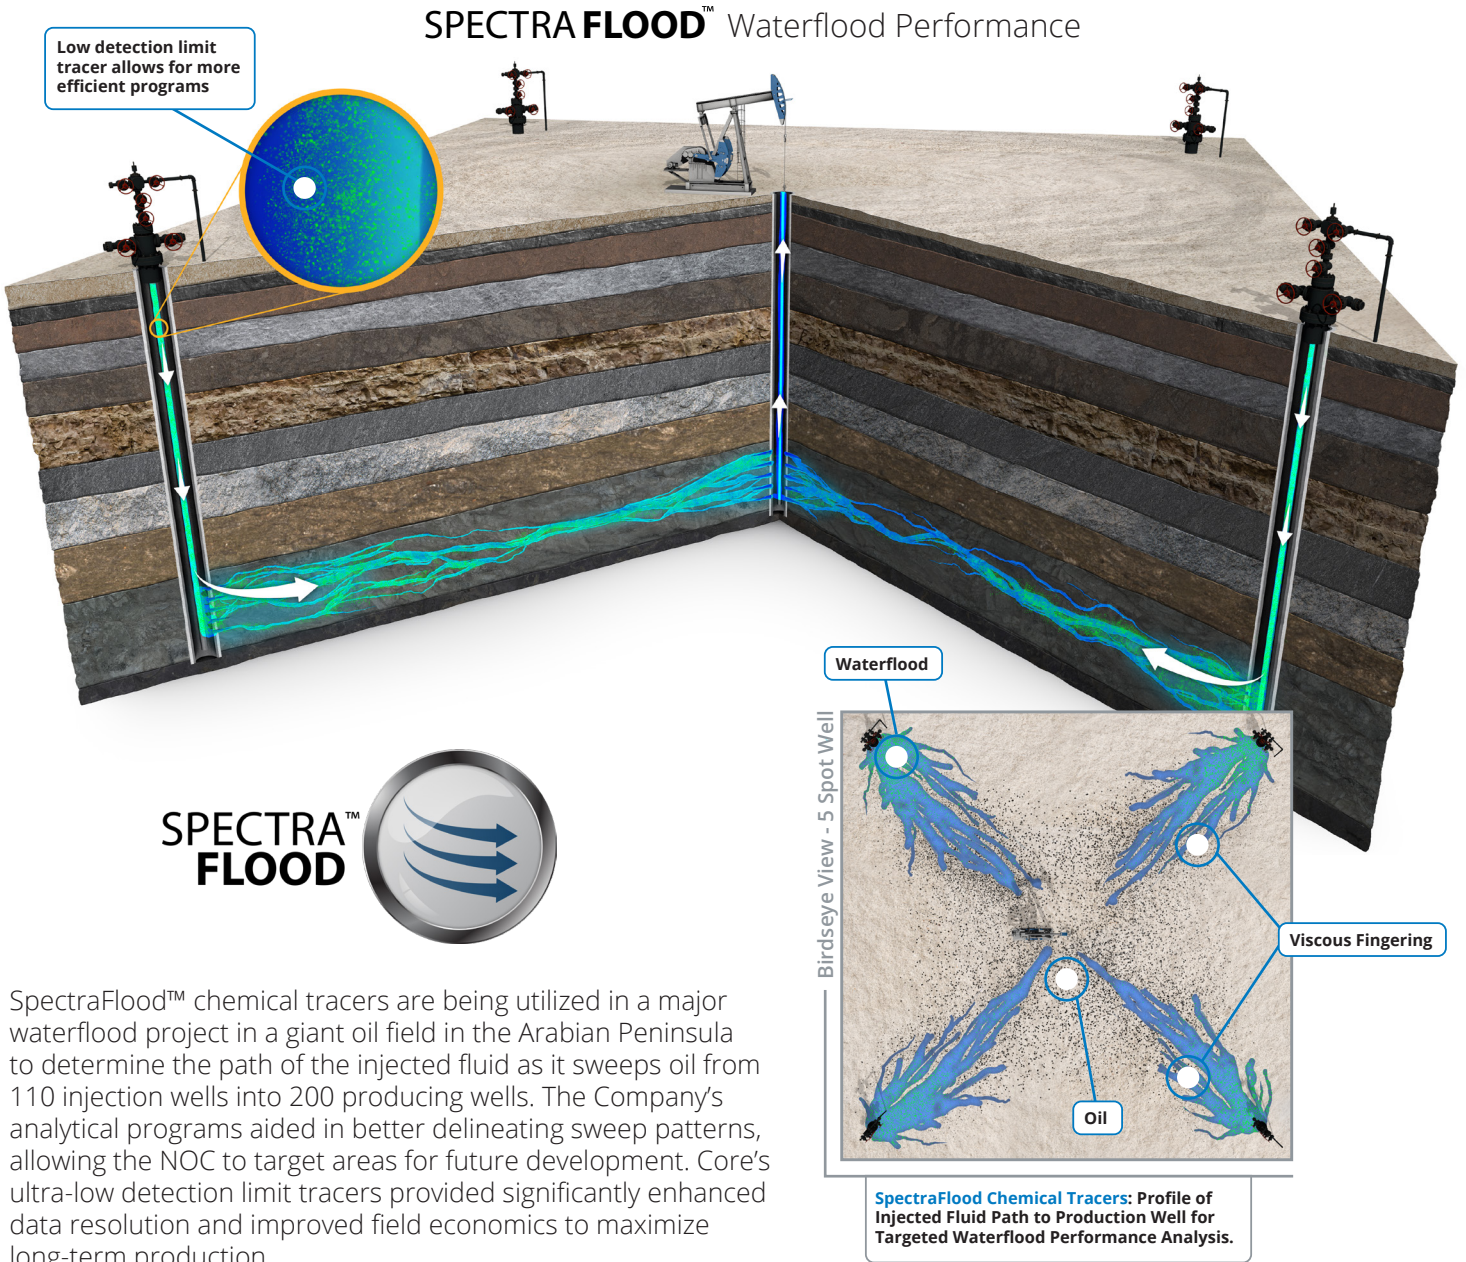 SPECTRA FLOOD™ Waterflood Performance
Low detection limit
tracer allows for more
efficient programs
Waterflood
Birdseye View - 5 Spot Well
Viscous Fingering
Oil
SpectraFlood Chemical Tracers: Profile of
Injected Fluid Path to Production Well for
Targeted Waterflood Performance Analysis.
SPECTRA™
FLOOD
SpectraFlood™ chemical tracers are being utilized in a major
waterflood project in a giant oil field in the Arabian Peninsula
to determine the path of the injected fluid as it sweeps oil from
110 injection wells into 200 producing wells. The Company’s
analytical programs aided in better delineating sweep patterns,
allowing the NOC to target areas for future development. Core’s
ultra-low detection limit tracers provided significantly enhanced
data resolution and improved field economics to maximize
long-term production